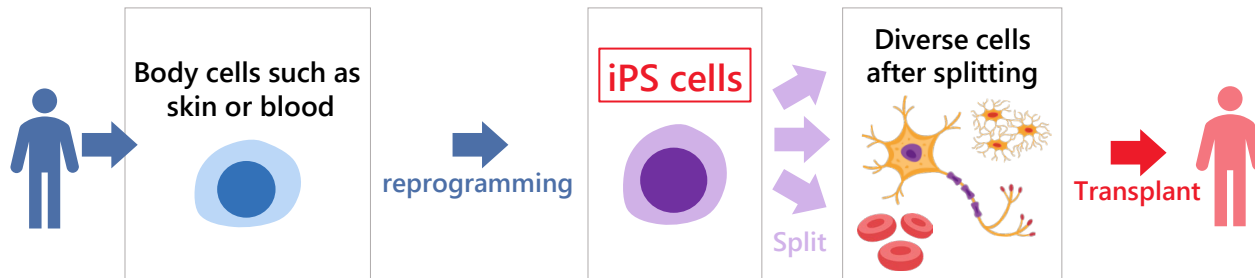 Body cells such as
skin or blood
reprogramming
iPS cells
Split
Diverse cells
after splitting
Transplant